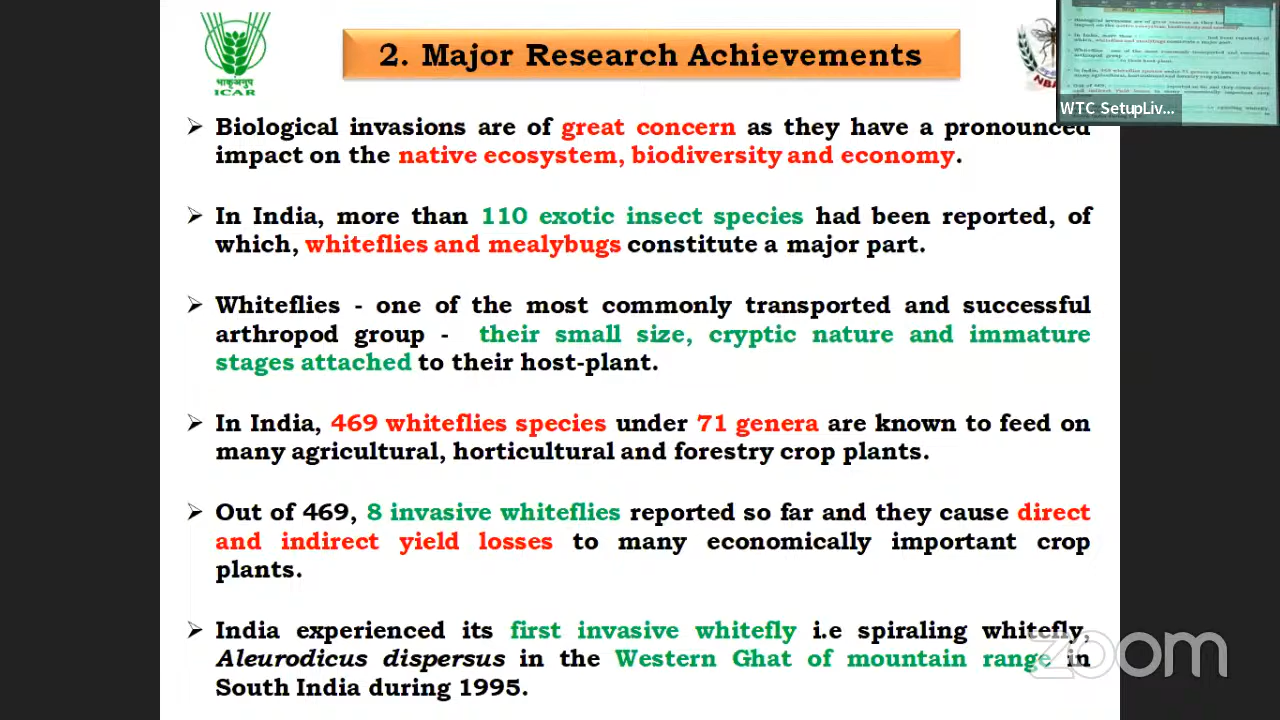 2. Major Research Achievements
भाकृअनुप
ICAR
WTC SetupLiv...
➢ Biological invasions are of great concern as they have a pronounced
impact on the native ecosystem, biodiversity and economy.
➢ In India, more than 110 exotic insect species had been reported, of
which, whiteflies and mealybugs constitute a major part.
➢ Whiteflies - one of the most commonly transported and successful
arthropod group - their small size, cryptic nature and immature
stages attached to their host-plant.
➢ In India, 469 whiteflies species under 71 genera are known to feed on
many agricultural, horticultural and forestry crop plants.
➢ Out of 469, 8 invasive whiteflies reported so far and they cause direct
and indirect yield losses to many economically important crop
plants.
➢ India experienced its first invasive whitefly i.e spiraling whitefly,
Aleurodicus dispersus in the Western Ghat of mountain range in
South India during 1995.
zoom